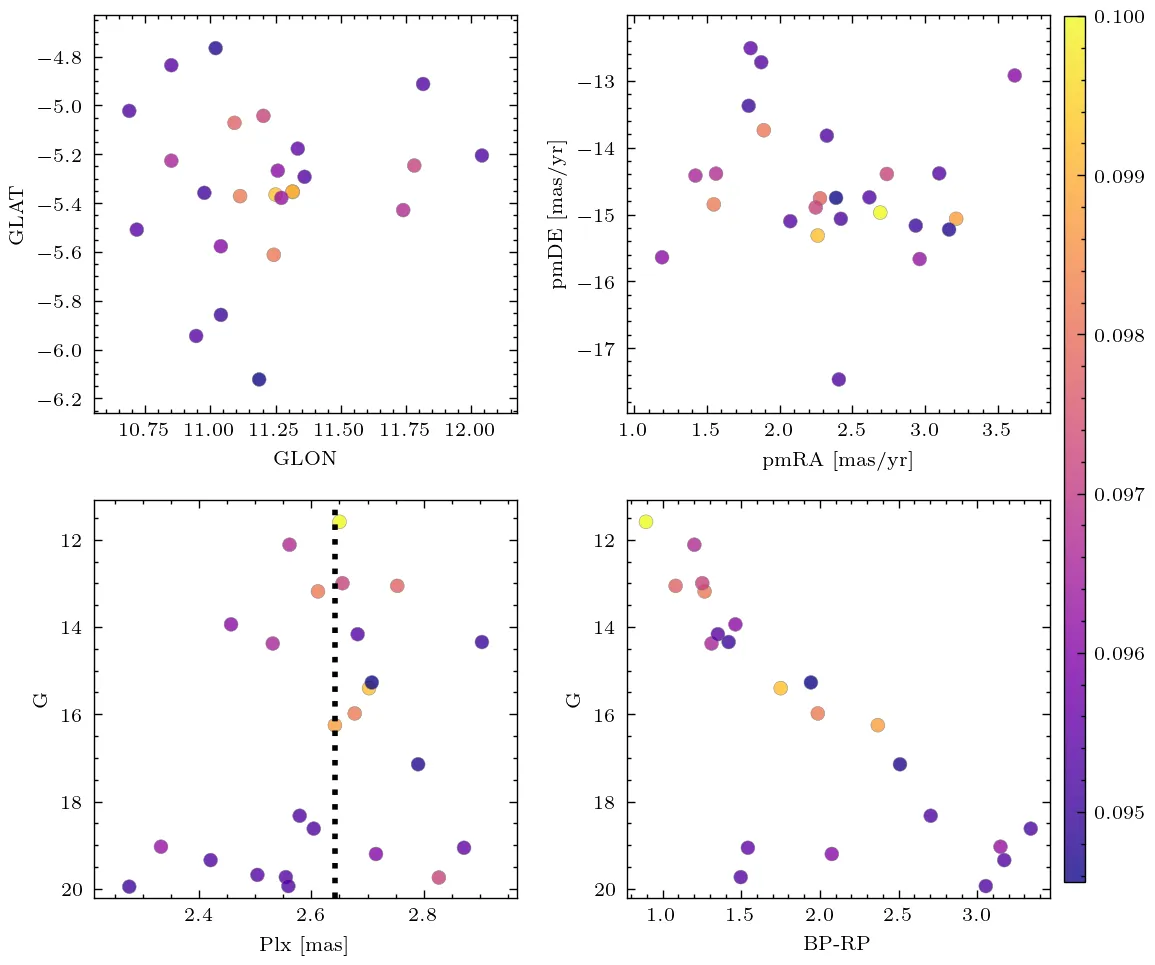 −4.8
−5.0
−5.2
−5.4
−5.6
−5.8
−6.0
−6.2
GLAT
10.75 11.00 11.25 11.50 11.75 12.00
GLON
−13
−14
−15
−16
−17
pmDE [mas/yr]
1.0 1.5 2.0 2.5 3.0 3.5
pmRA [mas/yr]
12
14
16
18
20
G
2.4 2.6 2.8
Plx [mas]
12
14
16
18
20
G
1.0 1.5 2.0 2.5 3.0
BP-RP
0.100
0.099
0.098
0.097
0.096
0.095